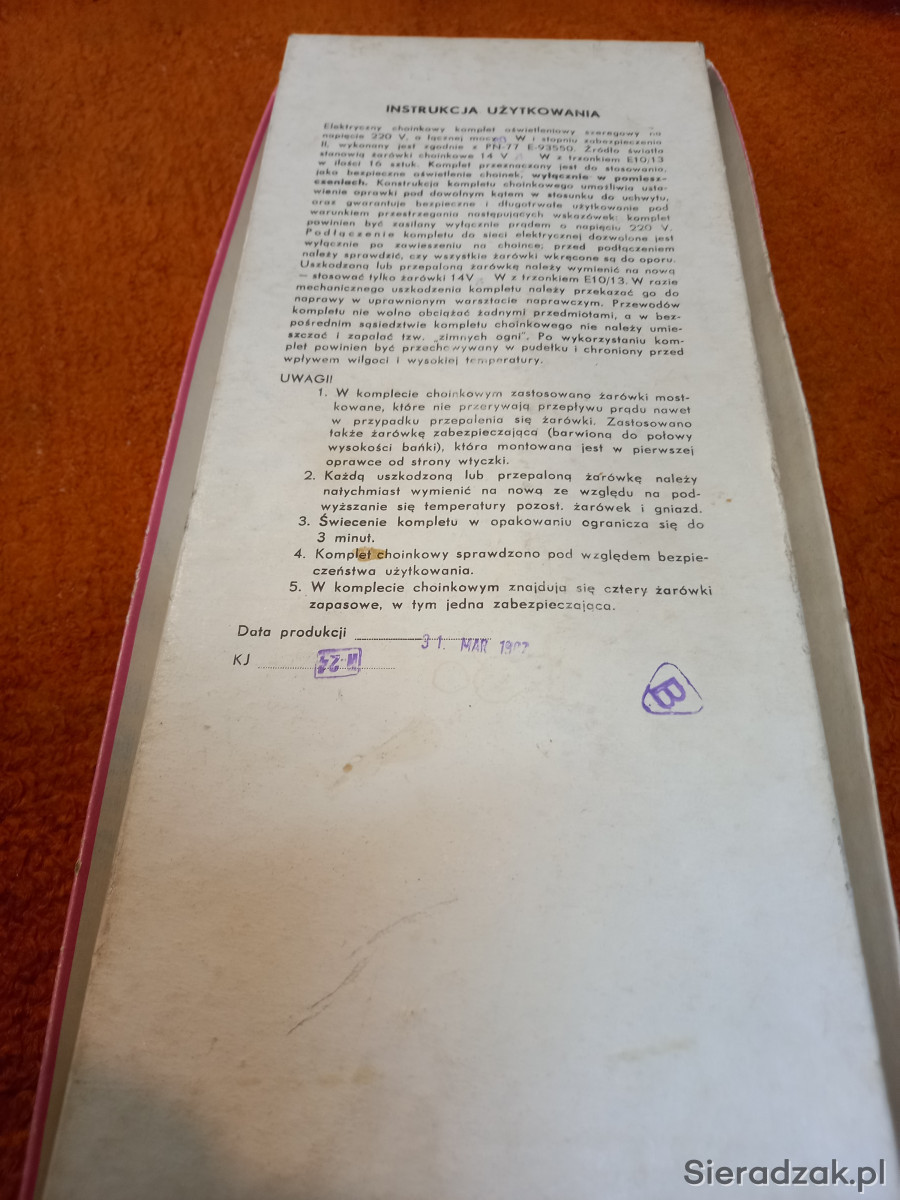 INSTRUKCJA UŻYTKOWANIA
Elektryczny choinkowy komplet oświetleniowy szeregowy na
napięcie 220 V, o łącznej mocy W i stopniu zabezpieczenia
II, wykonany jest zgodnie z PN-77 E-93550. Źródło światła
stanowią żarówki choinkowe 14 V W z trzonkiem E10/13
w ilości 16 sztuk. Komplet przeznaczony jest do stosowania,
jako bezpieczne oświetlenie choinek, wyłącznie w pomiesz-
czeniach. Konstrukcja kompletu choinkowego umożliwia usta-
wienie oprawki pod dowolnym kątem w stosunku do uchwytu,
oraz gwarantuje bezpieczne i długotrwałe użytkowanie pod
warunkiem przestrzegania następujących wskazówek: komplet
powinien być zasilany wyłącznie prądem o napięciu 220 V.
Podłączenie kompletu do sieci elektrycznej dozwolone jest
wyłącznie po zawieszeniu na choince; przed podłączeniem
należy sprawdzić, czy wszystkie żarówki wkręcone są do oporu.
Uszkodzoną lub przepaloną żarówkę należy wymienić na nową
— stosować tylko żarówki 14V W z trzonkiem E10/13. W razie
mechanicznego uszkodzenia kompletu należy przekazać go do
naprawy w uprawnionym warsztacie naprawczym. Przewodów
kompletu nie wolno obciążać żadnymi przedmiotami, a w bez-
pośrednim sąsiedztwie kompletu choinkowego nie należy umie-
szczać i zapalać tzw. „zimnych ogni". Po wykorzystaniu kom-
plet powinien być przechowywany w pudełku i chroniony przed
wpływem wilgoci i wysokiej temperatury.
UWAGI!
1. W komplecie choinkowym zastosowano żarówki most-
kowane, które nie przerywają przepływu prądu nawet
w przypadku przepalenia się żarówki. Zastosowano
także żarówkę zabezpieczającą (barwioną do połowy
wysokości bańki), która montowana jest w pierwszej
oprawce od strony wtyczki.
2. Każdą uszkodzoną lub przepaloną żarówkę należy
natychmiast wymienić na nową ze względu na pod-
wyższanie się temperatury pozost. żarówek i gniazd.
3. Świecenie kompletu w opakowaniu ogranicza się do
3 minut.
4. Komplet choinkowy sprawdzono pod względem bezpie-
czeństwa użytkowania.
5. W komplecie choinkowym znajdują się cztery żarówki
zapasowe, w tym jedna zabezpieczająca.
Data produkcji 31. MAR
KJ
B
Sieradzak.pl